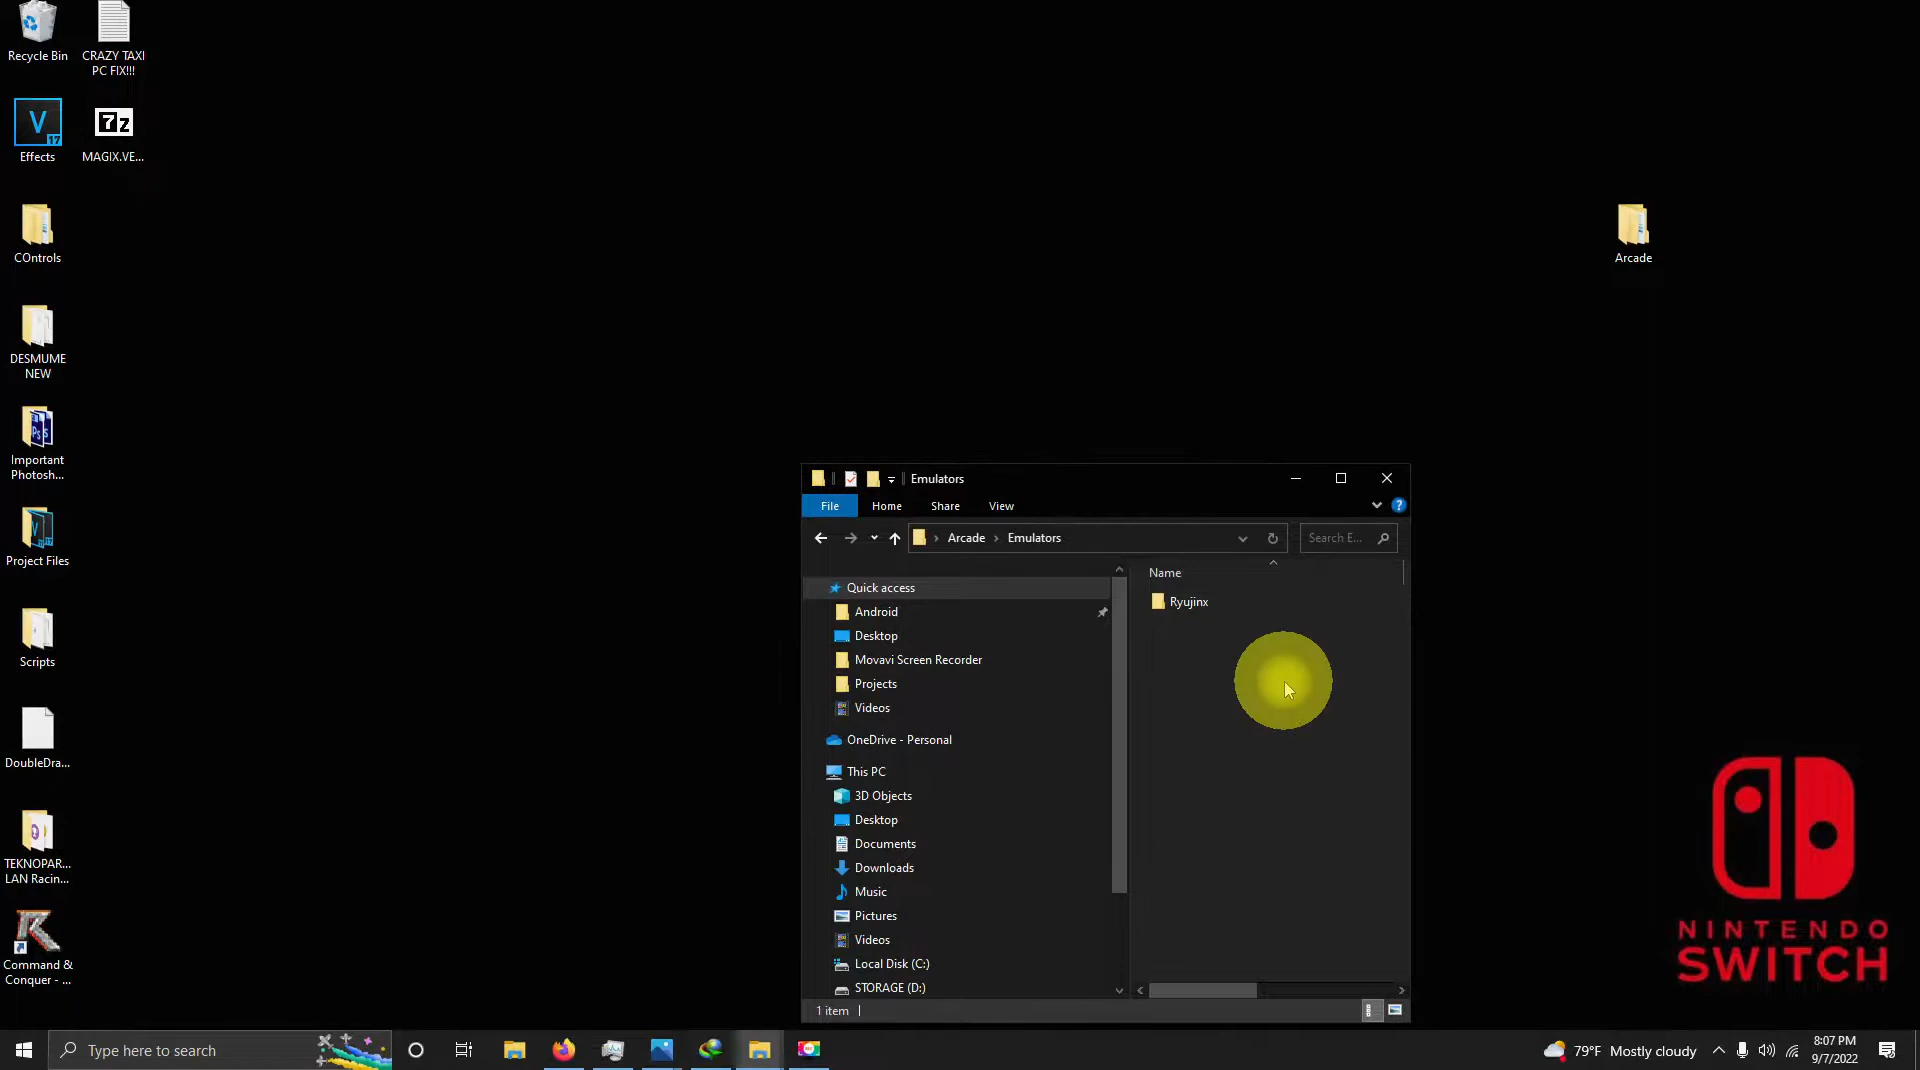 Recycle Bin
CRAZY TAXI
PC FIX!!!
V
17
Effects
7z
MAGIX.VE...
COntrols
DESMUME
NEW
Ps
Important
Photosh...
Project Files
Scripts
DoubleDra...
TEKNOPAR...
LAN Racin...
Command &
Conquer - ...
Arcade
Emulators
File
Home
Share
View
?
Arcade
Emulators
Search E...
Quick access
Android
Desktop
Movavi Screen Recorder
Projects
Videos
OneDrive - Personal
This PC
3D Objects
Desktop
Documents
Downloads
Music
Pictures
Videos
Local Disk (C:)
STORAGE (D:)
Name
Ryujinx
1 item
NINTENDO
SWITCH
Type here to search
79°F Mostly cloudy
8:07 PM
9/7/2022